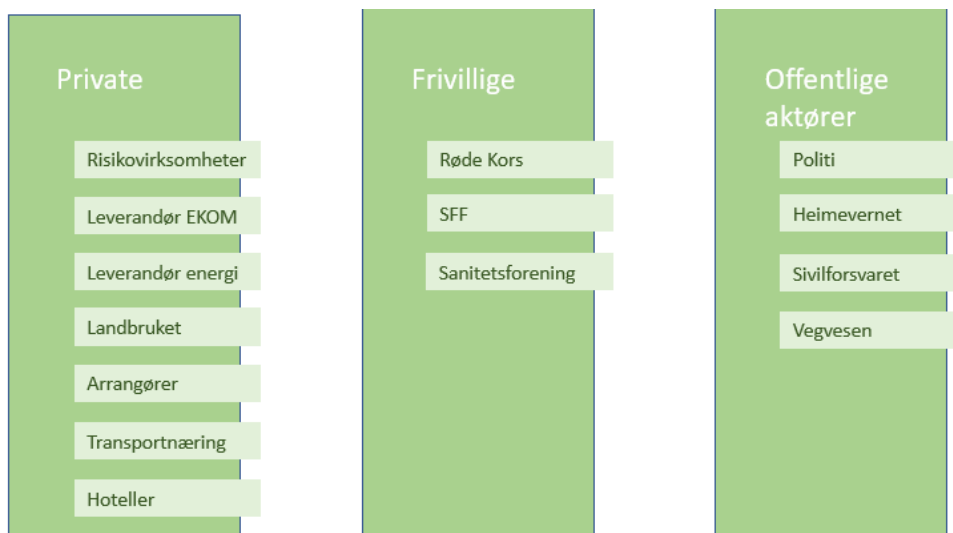 Private
Risikovirksomheter
Leverandør EKOM
Leverandør energi
Landbruket
Arrangører
Transportnæring
Hoteller
Frivillige
Røde Kors
SFF
Sanitetsforening
Offentlige
aktører
Politi
Heimevernet
Sivilforsvaret
Vegvesen